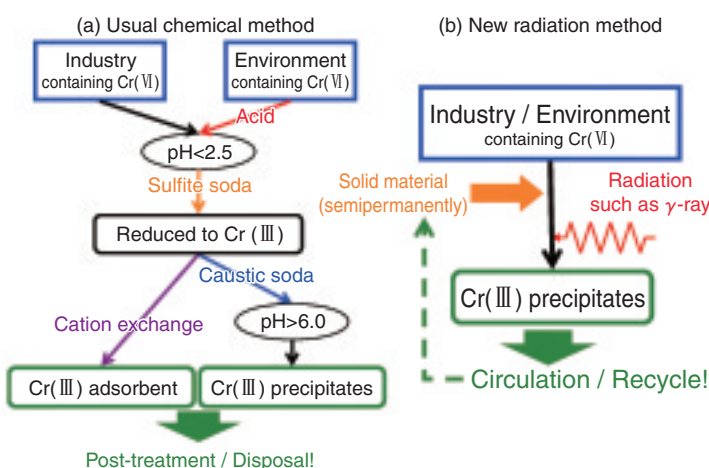 (a) Usual chemical method
Industry
containing Cr(Ⅵ)
Environment
containing Cr(Ⅵ)
Acid
pH<2.5
Sulfite soda
Reduced to Cr (Ⅲ)
Caustic soda
Cation exchange
pH>6.0
Cr(Ⅲ) adsorbent
Cr(Ⅲ) precipitates
Post-treatment / Disposal!
(b) New radiation method
Industry / Environment
containing Cr(Ⅵ)
Solid material
(semipermanently)
Radiation
such as γ-ray
Cr(Ⅲ) precipitates
Circulation / Recycle!